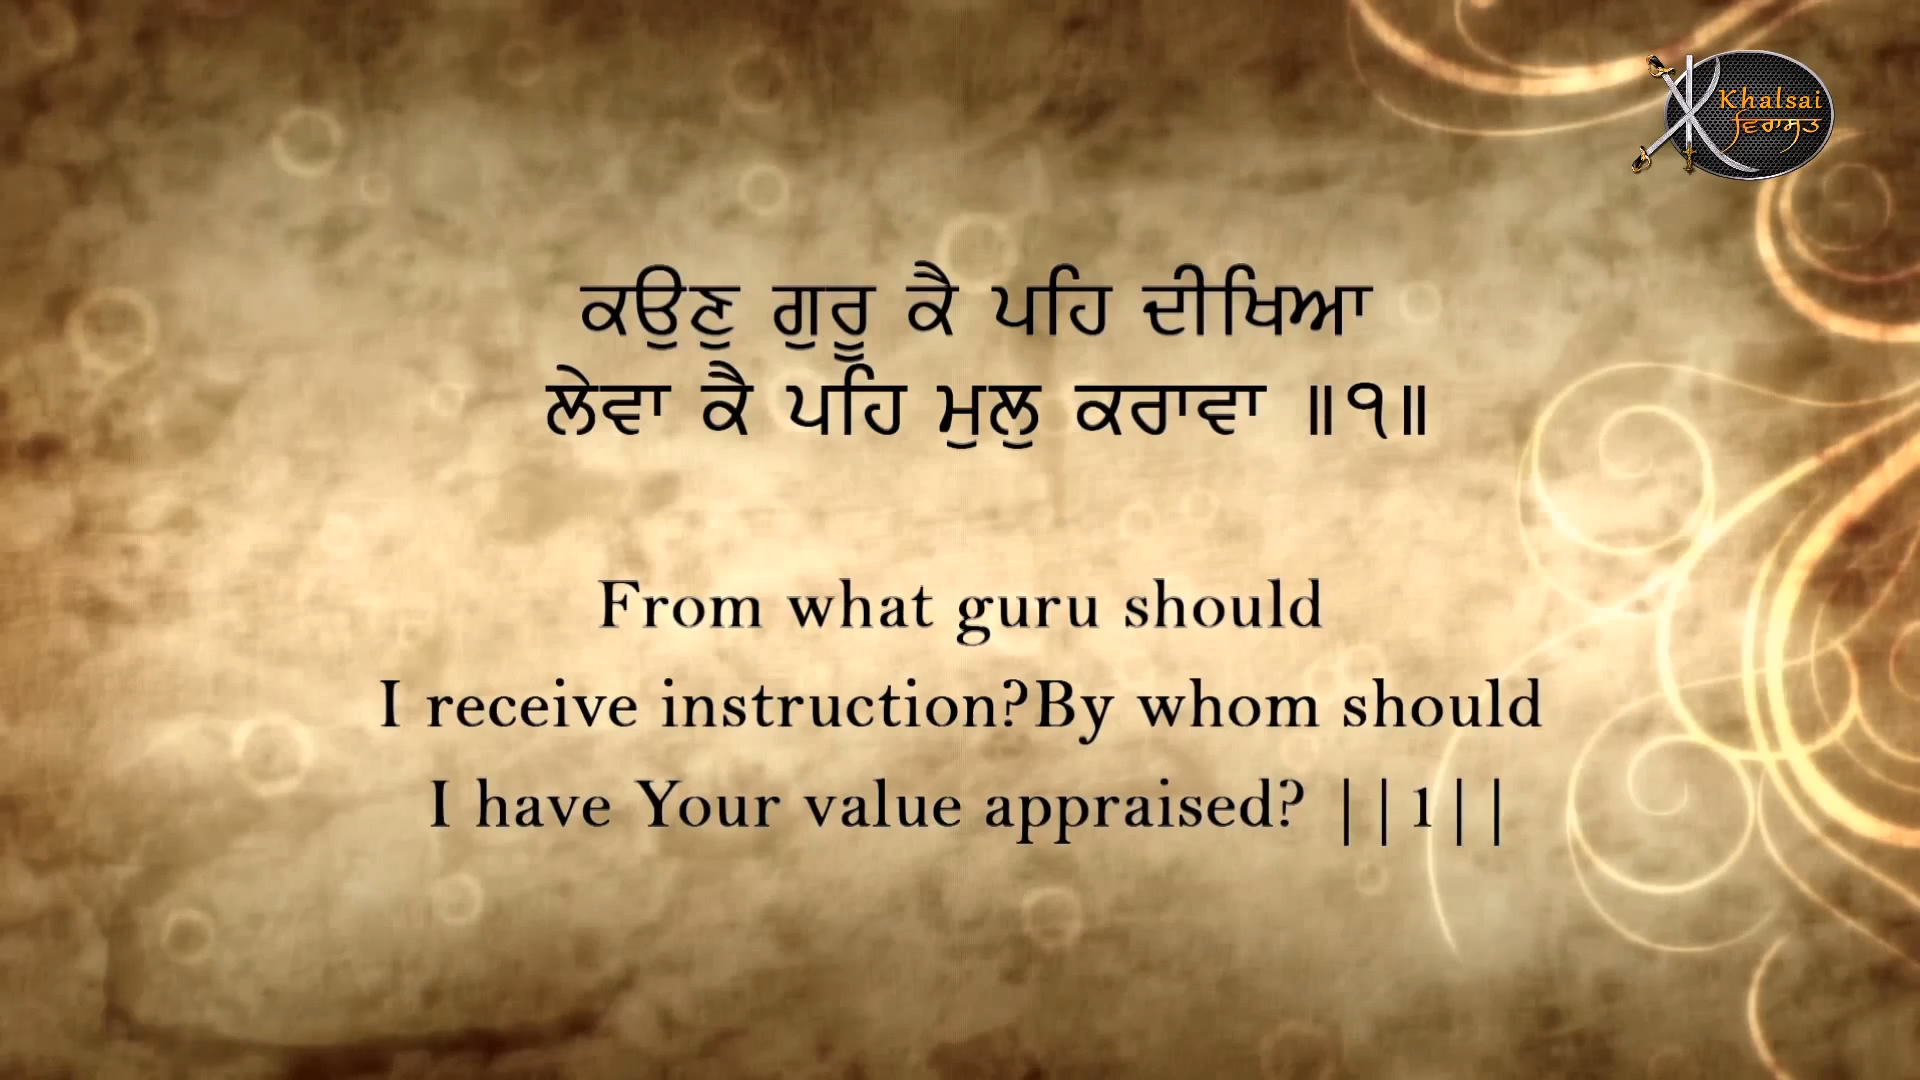 Khalsai
ਵਿਰਾਸਤ
ਕਉਣੁ ਗੁਰੂ ਕੈ ਪਹਿ ਦੀਖਿਆ
ਲੇਵਾ ਕੈ ਪਹਿ ਮੁਲੁ ਕਰਾਵਾ ॥੧॥
From what guru should
I receive instruction?By whom should
I have Your value appraised? ||1||